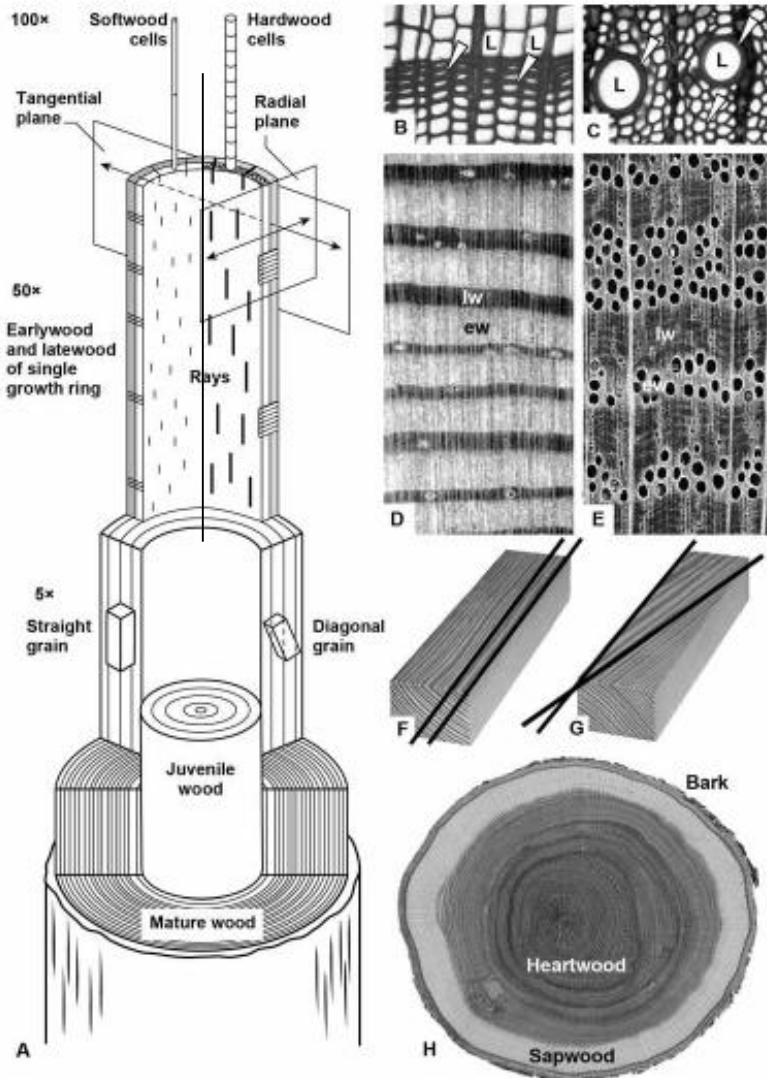 100×
Softwood
cells
Hardwood
cells
Tangential
plane
Radial
plane
50×
Earlywood
and latewood
of single
growth ring
Rays
5×
Straight
grain
Diagonal
grain
Juvenile
wood
Mature wood
A
L
L
B
L
L
C
lw
ew
D
lw
ew
E
F
G
Bark
Heartwood
Sapwood
H